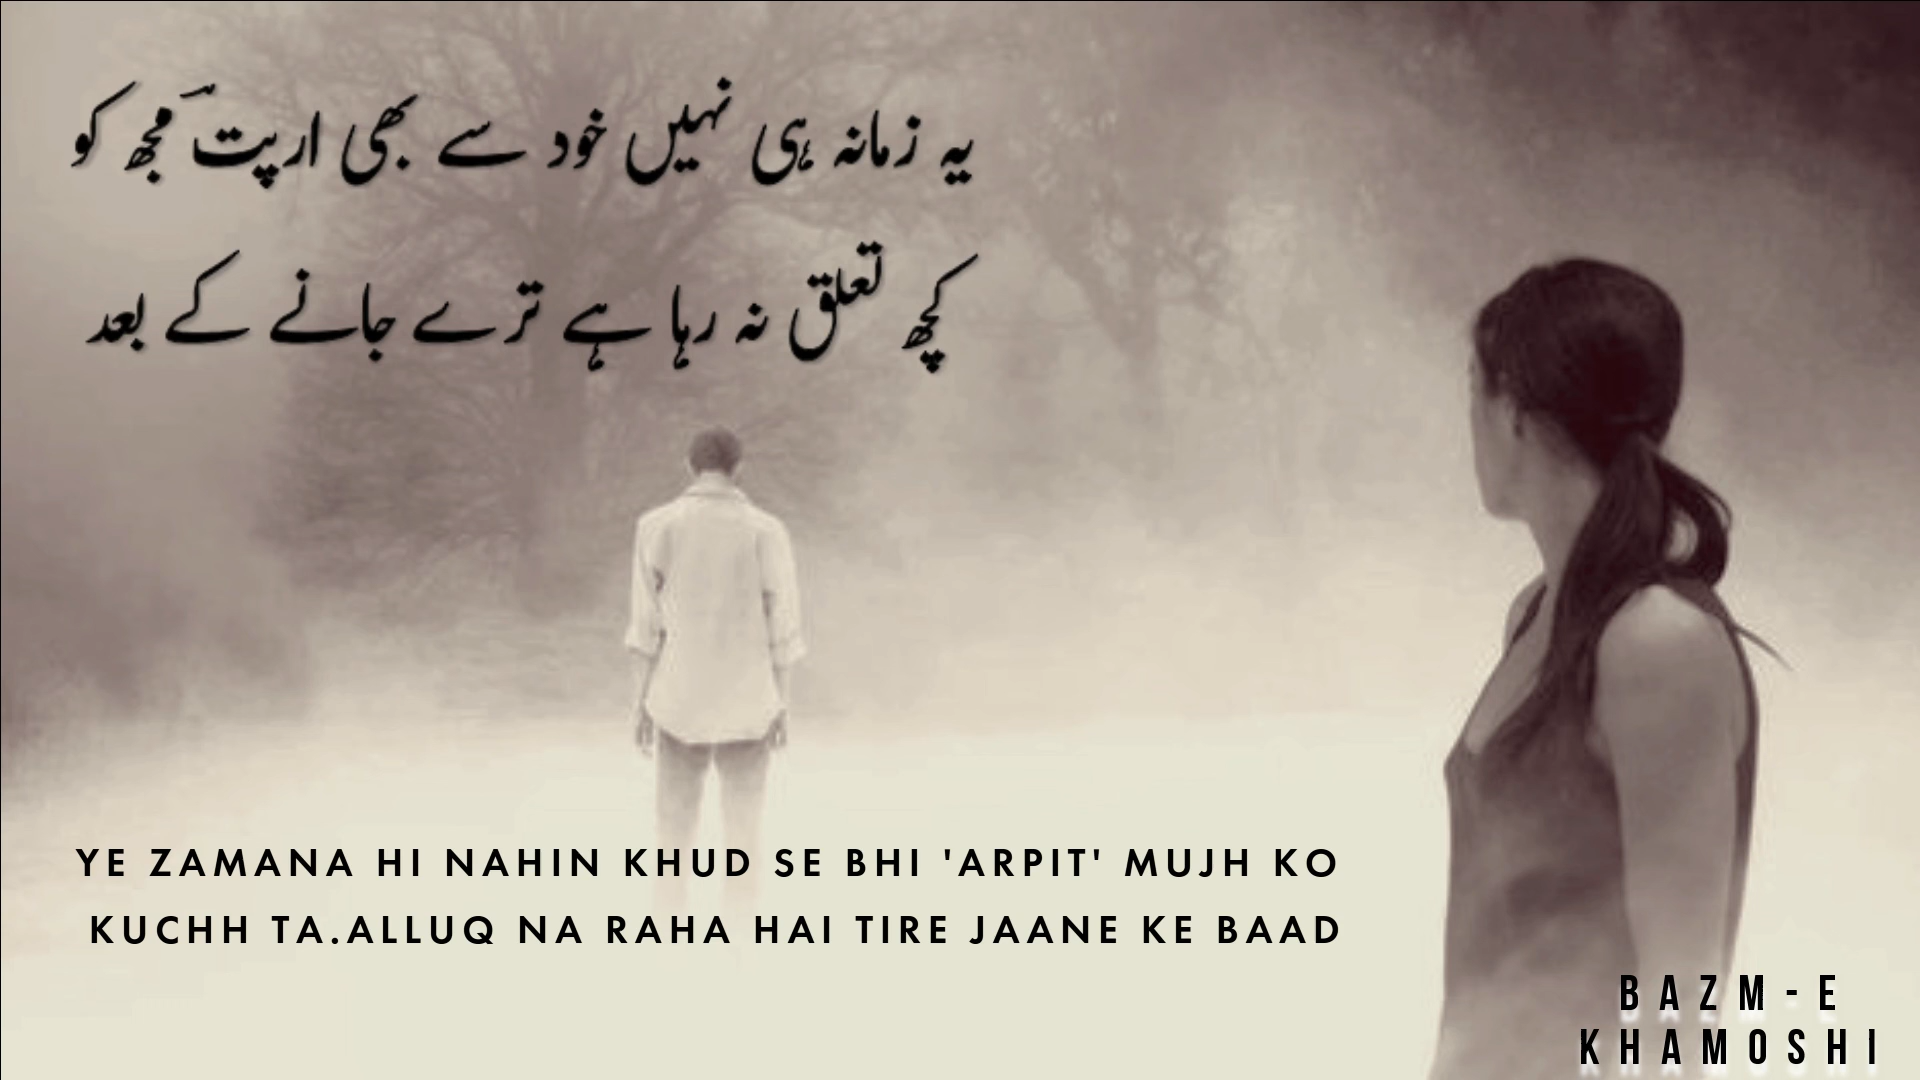 یہ زمانہ ہی نہیں خود سے بھی ارپتؔ مجھ کو
کچھ تعلق نہ رہا ہے ترے جانے کے بعد
YE ZAMANA HI NAHIN KHUD SE BHI 'ARPIT' MUJH KO
KUCHH TA.ALLUQ NA RAHA HAI TIRE JAANE KE BAAD
BAZM-E
KHAMOSHI